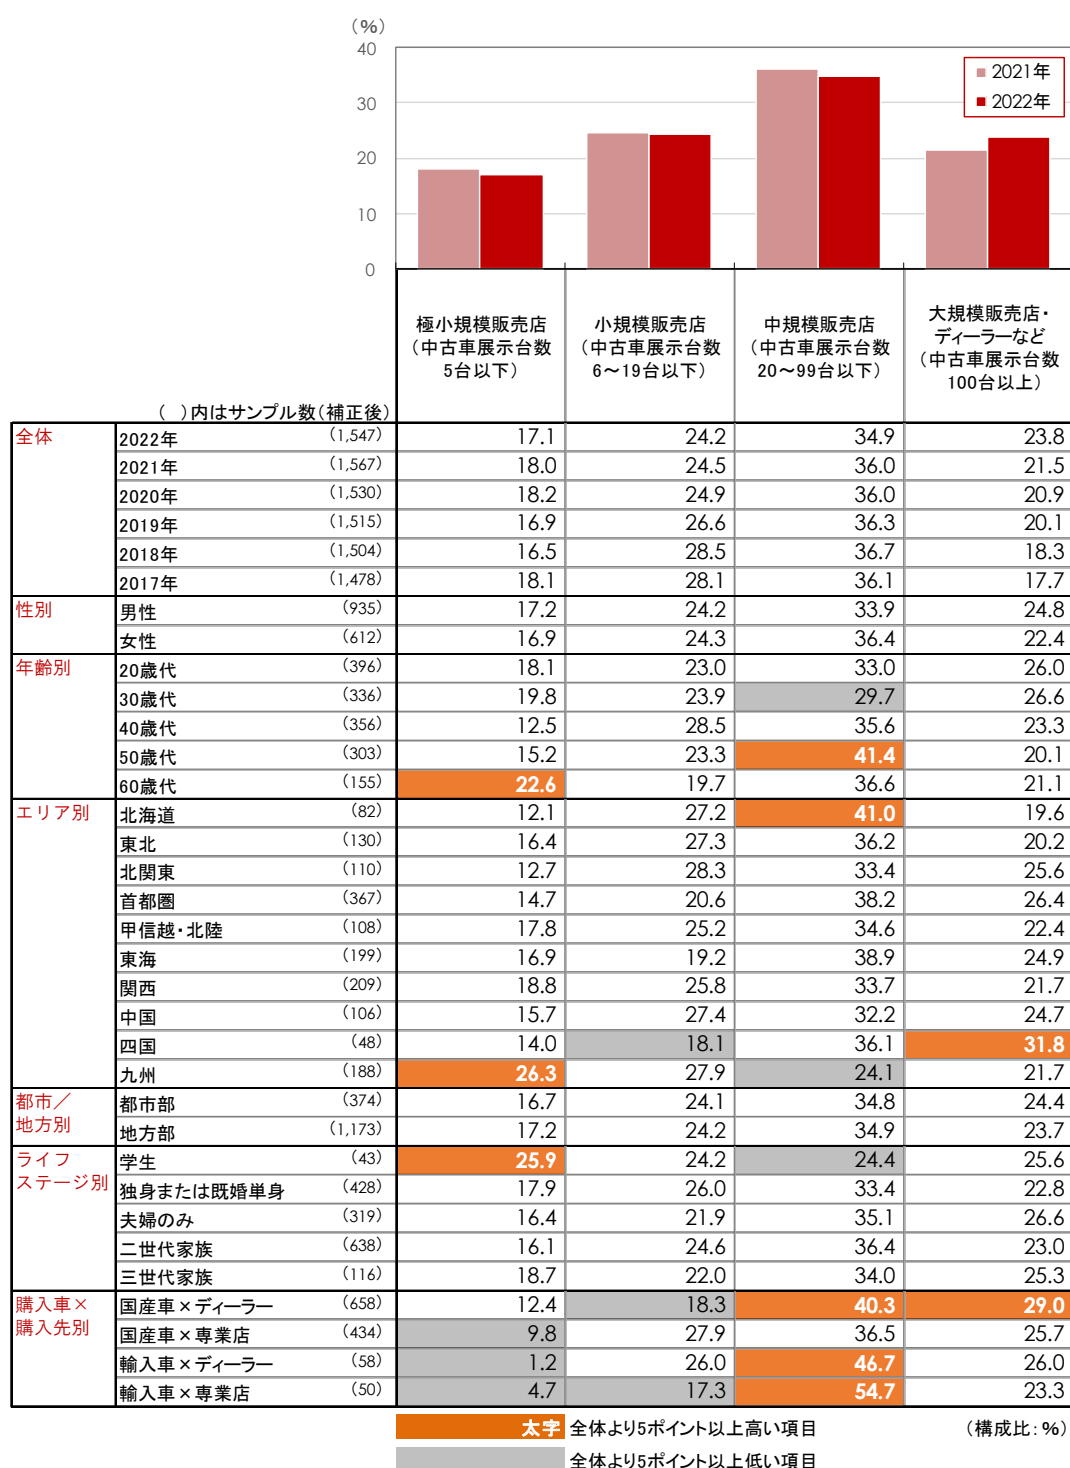 （％）
40
30
20
10
0
2021年
2022年
極小規模販売店
（中古車展示台数
5台以下）
小規模販売店
（中古車展示台数
6～19台以下）
中規模販売店
（中古車展示台数
20～99台以下）
大規模販売店・
ディーラーなど
（中古車展示台数
100台以上）
（　）内はサンプル数（補正後）
全体 2022年 （1,547） 17.1 24.2 34.9 23.8
2021年 （1,567） 18.0 24.5 36.0 21.5
2020年 （1,530） 18.2 24.9 36.0 20.9
2019年 （1,515） 16.9 26.6 36.3 20.1
2018年 （1,504） 16.5 28.5 36.7 18.3
2017年 （1,478） 18.1 28.1 36.1 17.7
性別 男性 （935） 17.2 24.2 33.9 24.8
女性 （612） 16.9 24.3 36.4 22.4
年齢別 20歳代 （396） 18.1 23.0 33.0 26.0
30歳代 （336） 19.8 23.9 29.7 26.6
40歳代 （356） 12.5 28.5 35.6 23.3
50歳代 （303） 15.2 23.3 41.4 20.1
60歳代 （155） 22.6 19.7 36.6 21.1
エリア別 北海道 （82） 12.1 27.2 41.0 19.6
東北 （130） 16.4 27.3 36.2 20.2
北関東 （110） 12.7 28.3 33.4 25.6
首都圏 （367） 14.7 20.6 38.2 26.4
甲信越・北陸 （108） 17.8 25.2 34.6 22.4
東海 （199） 16.9 19.2 38.9 24.9
関西 （209） 18.8 25.8 33.7 21.7
中国 （106） 15.7 27.4 32.2 24.7
四国 （48） 14.0 18.1 36.1 31.8
九州 （188） 26.3 27.9 24.1 21.7
都市／
地方別
都市部 （374） 16.7 24.1 34.8 24.4
地方部 （1,173） 17.2 24.2 34.9 23.7
ライフ
ステージ別
学生 （43） 25.9 24.2 24.4 25.6
独身または既婚単身 （428） 17.9 26.0 33.4 22.8
夫婦のみ （319） 16.4 21.9 35.1 26.6
二世代家族 （638） 16.1 24.6 36.4 23.0
三世代家族 （116） 18.7 22.0 34.0 25.3
購入車×
購入先別
国産車×ディーラー （658） 12.4 18.3 40.3 29.0
国産車×専業店 （434） 9.8 27.9 36.5 25.7
輸入車×ディーラー （58） 1.2 26.0 46.7 26.0
輸入車×専業店 （50） 4.7 17.3 54.7 23.3
太字 全体より5ポイント以上高い項目 （構成比：％）
全体より5ポイント以上低い項目